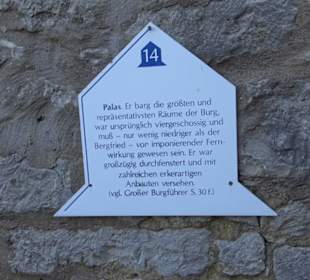 14
Palas. Er barg die größten und
repräsentativsten Räume der Burg,
war ursprünglich viergeschossig und
muß – nur wenig niedriger als der
Bergfried – von imponierender Fern-
wirkung gewesen sein. Er war
großzügig durchfenstert und mit
zahlreichen erkerartigen
Anbauten versehen.
(vgl. Großer Burgführer S. 30 f.)